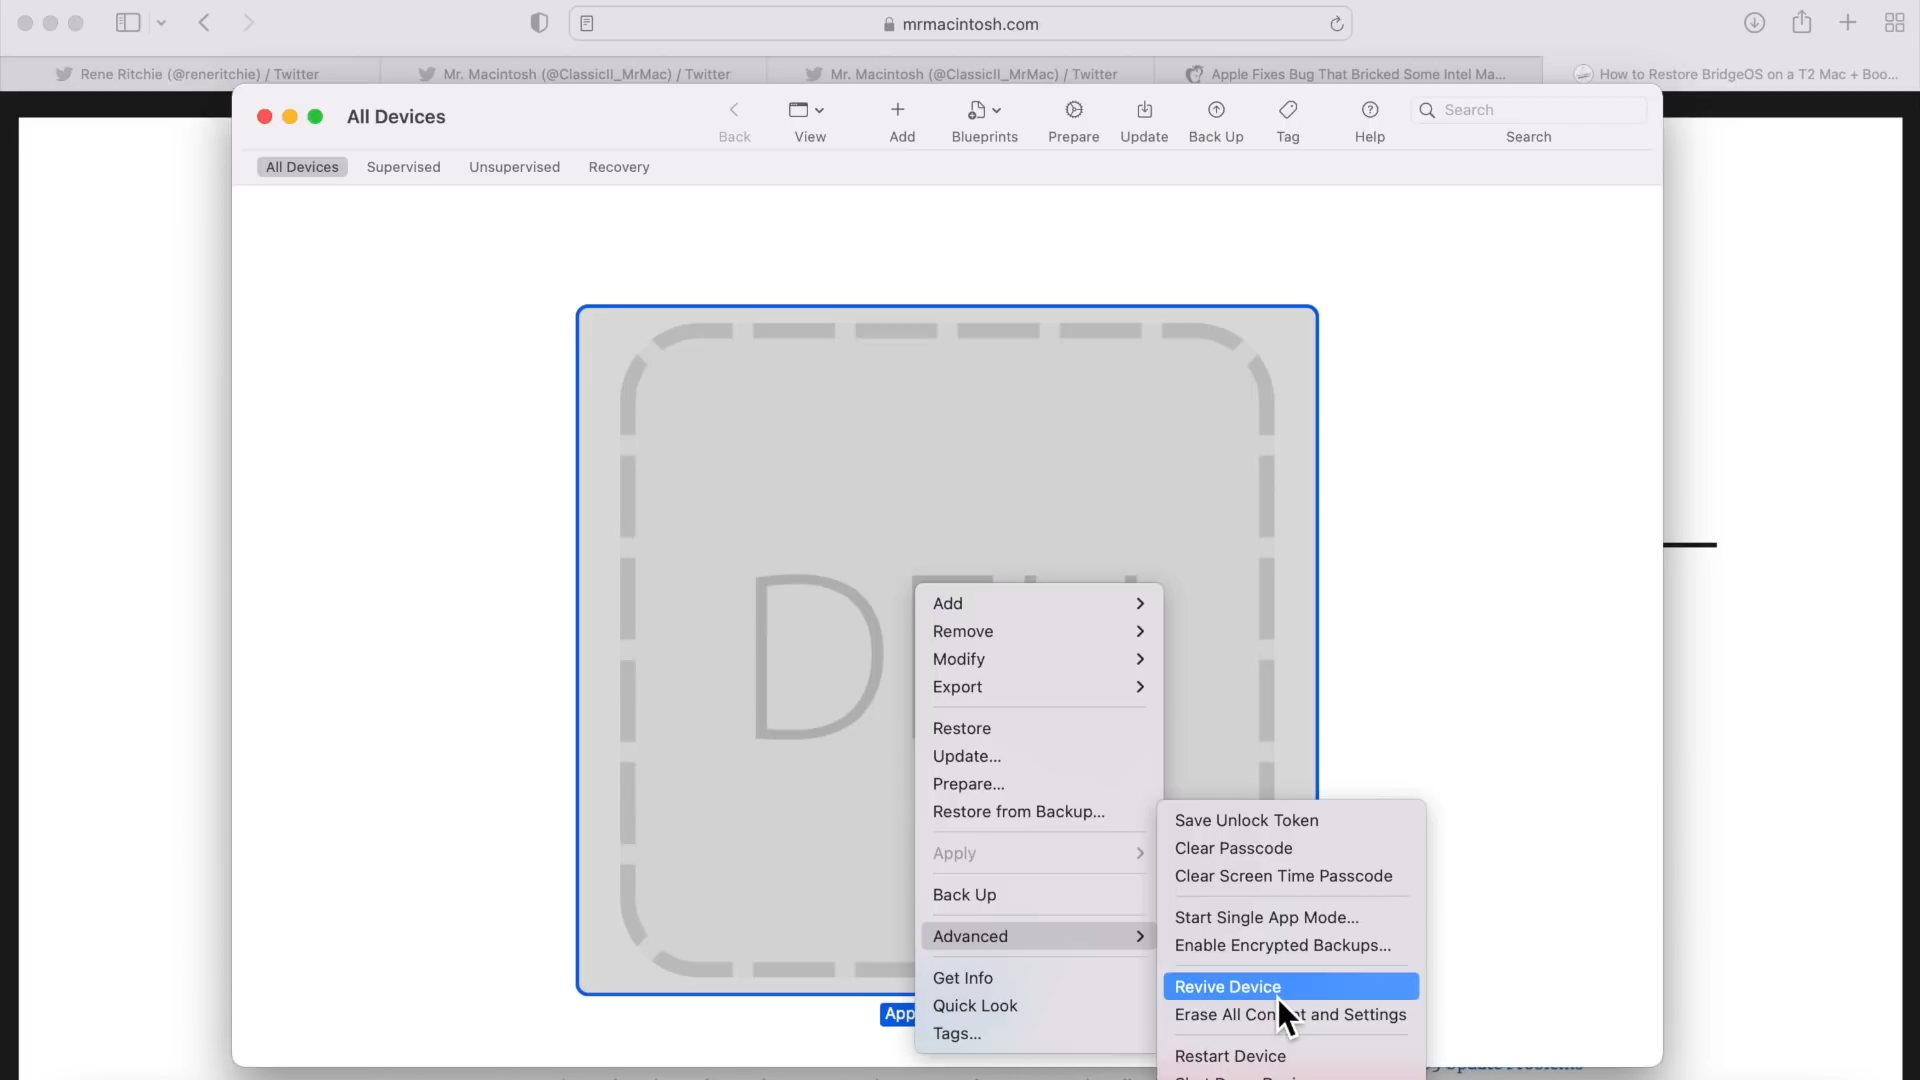 mrmacintosh.com
Rene Ritchie (@reneritchie) / Twitter
Mr. Macintosh (@ClassicII_MrMac) / Twitter
Mr. Macintosh (@ClassicII_MrMac) / Twitter
Apple Fixes Bug That Bricked Some Intel Ma...
How to Restore BridgeOS on a T2 Mac + Boo...
All Devices
Back
View
Add
Blueprints
Prepare
Update
Back Up
Tag
Help
Search
Search
All Devices
Supervised
Unsupervised
Recovery
Add
Remove
Modify
Export
Restore
Update...
Prepare...
Restore from Backup...
Apply
Back Up
Advanced
Get Info
Quick Look
Tags...
Save Unlock Token
Clear Passcode
Clear Screen Time Passcode
Start Single App Mode...
Enable Encrypted Backups...
Revive Device
Erase All Content and Settings
Restart Device
App